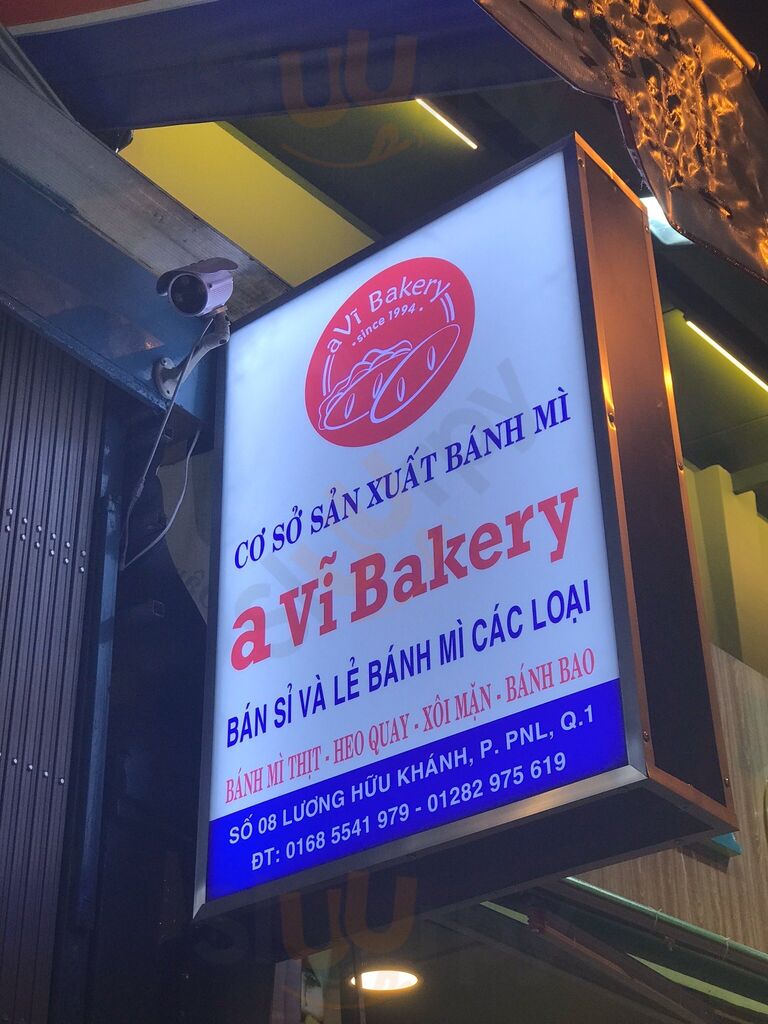 a Vĩ Bakery
- since 1994 -
CƠ SỞ SẢN XUẤT BÁNH MÌ
a Vĩ Bakery
BÁN SỈ VÀ LẺ BÁNH MÌ CÁC LOẠI
BÁNH MÌ THỊT - HEO QUAY - XÔI MẶN - BÁNH BAO
SỐ 08 LƯƠNG HỮU KHÁNH, P. PNL, Q.1
ĐT: 0168 5541 979 - 01282 975 619